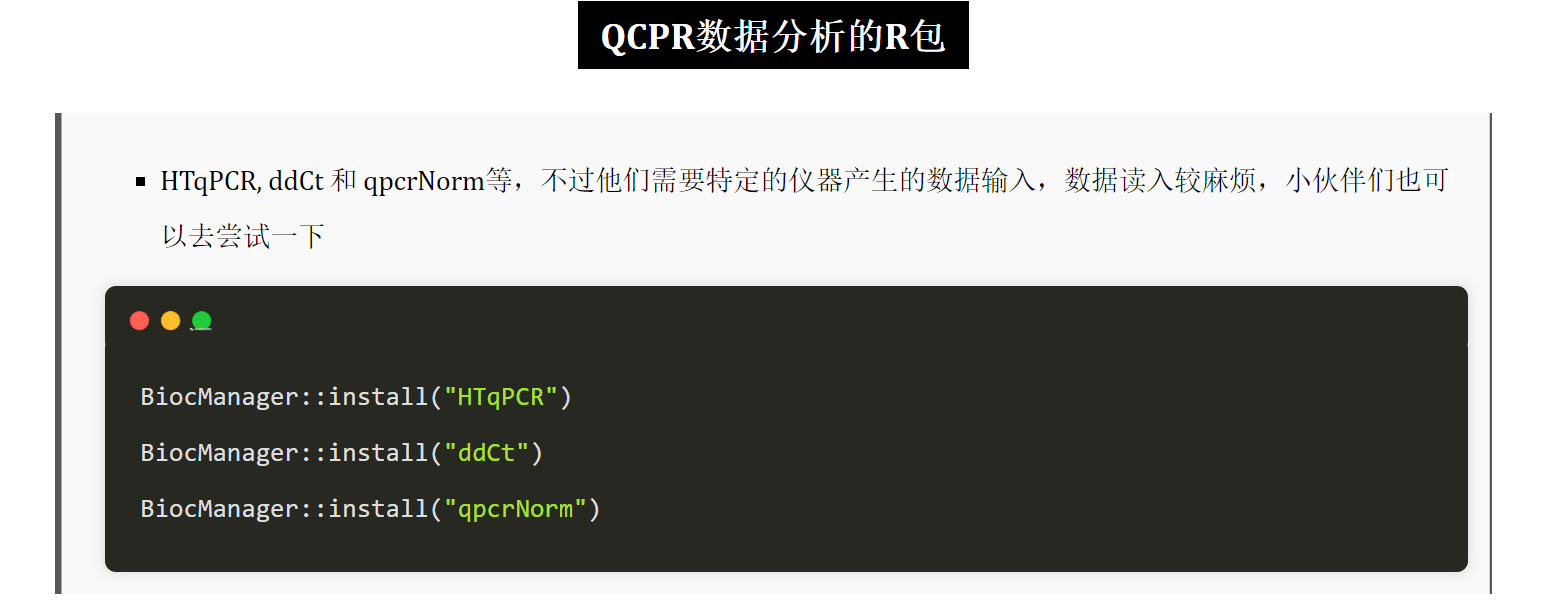 QCPR数据分析的R包
HTqPCR, ddCt 和 qpcrNorm等，不过他们需要特定的仪器产生的数据输入，数据读入较麻烦，小伙伴们也可
以去尝试一下
BiocManager::install("HTqPCR")
BiocManager::install("ddCt")
BiocManager::install("qpcrNorm")